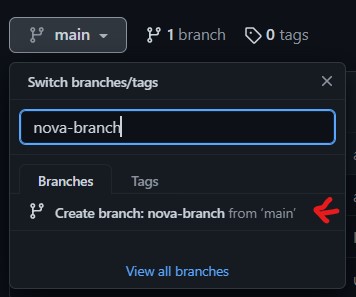 main 1 branch 0 tags
Switch branches/tags
nova-branch
Branches Tags
Create branch: nova-branch from ‘main’
View all branches